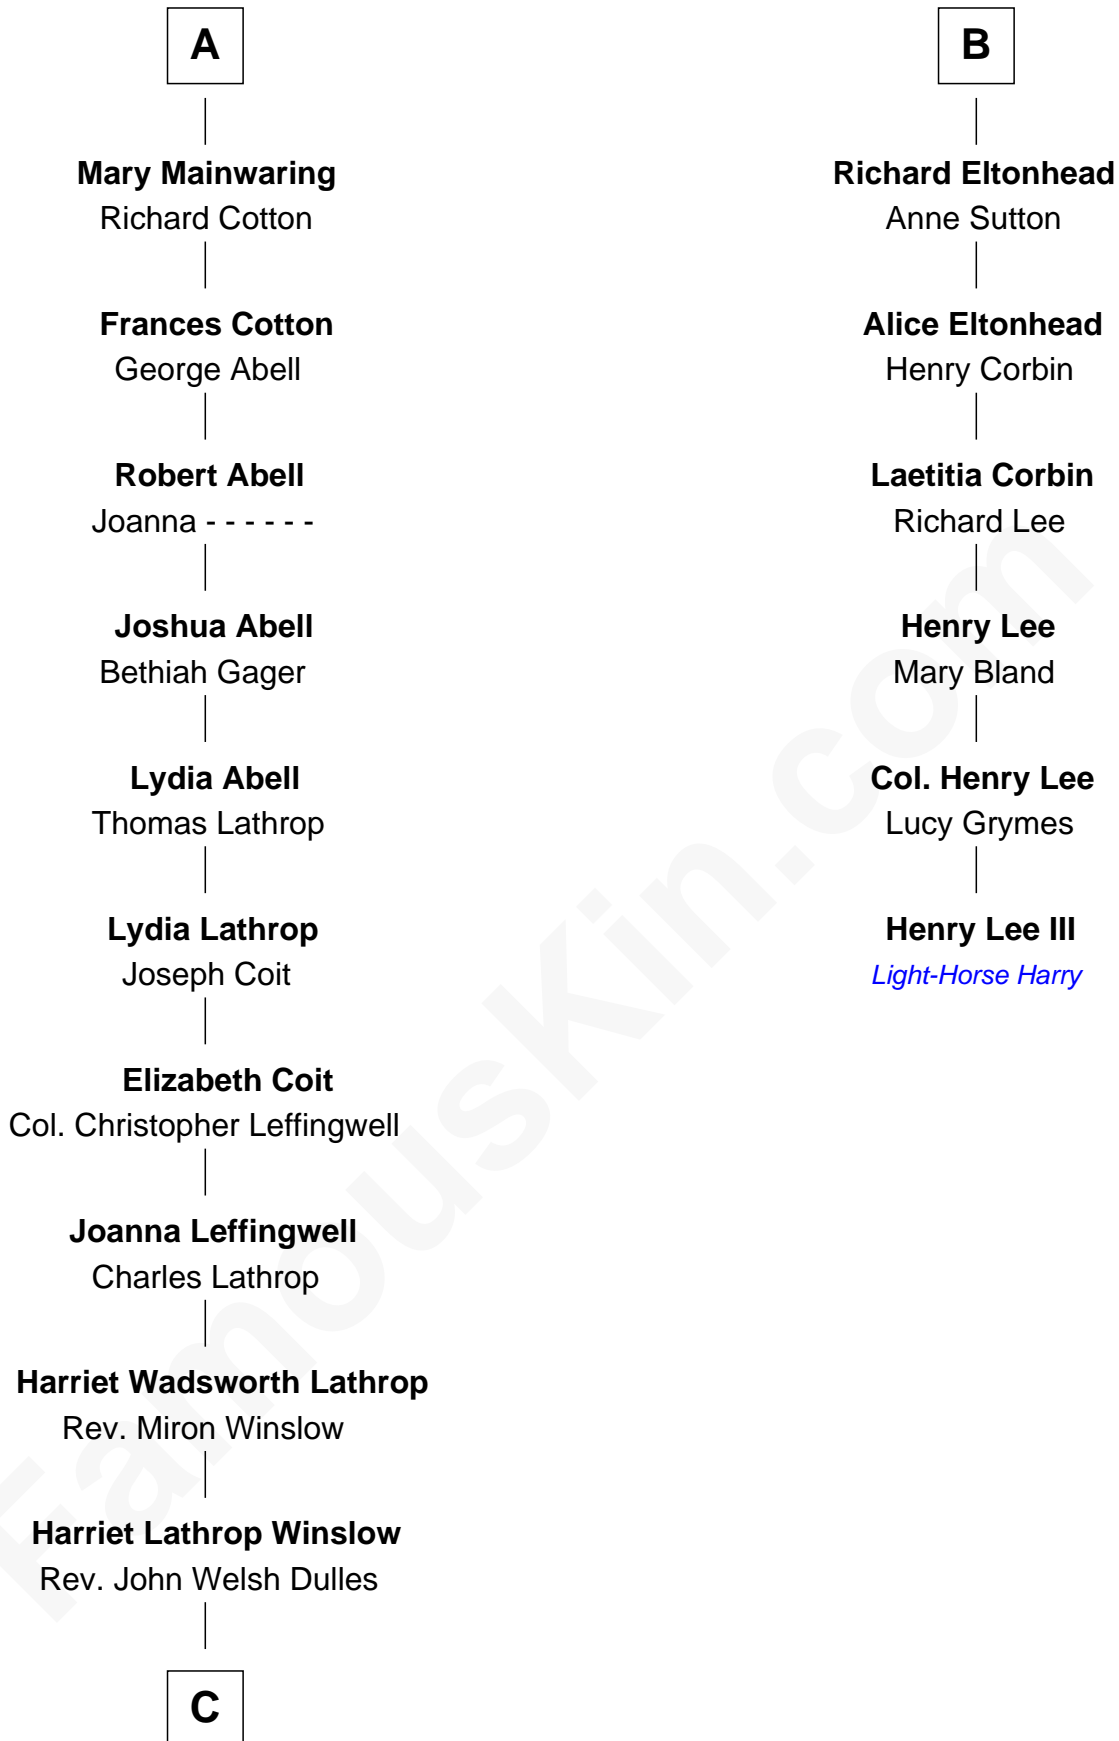 A
Mary Mainwaring
Richard Cotton
Frances Cotton
George Abell
Robert Abell
Joanna - - - - - -
Joshua Abell
Bethiah Gager
Lydia Abell
Thomas Lathrop
Lydia Lathrop
Joseph Coit
Elizabeth Coit
Col. Christopher Leffingwell
Joanna Leffingwell
Charles Lathrop
Harriet Wadsworth Lathrop
Rev. Miron Winslow
Harriet Lathrop Winslow
Rev. John Welsh Dulles
C
B
Richard Eltonhead
Anne Sutton
Alice Eltonhead
Henry Corbin
Laetitia Corbin
Richard Lee
Henry Lee
Mary Bland
Col. Henry Lee
Lucy Grymes
Henry Lee III
Light-Horse Harry
FamousKin.com